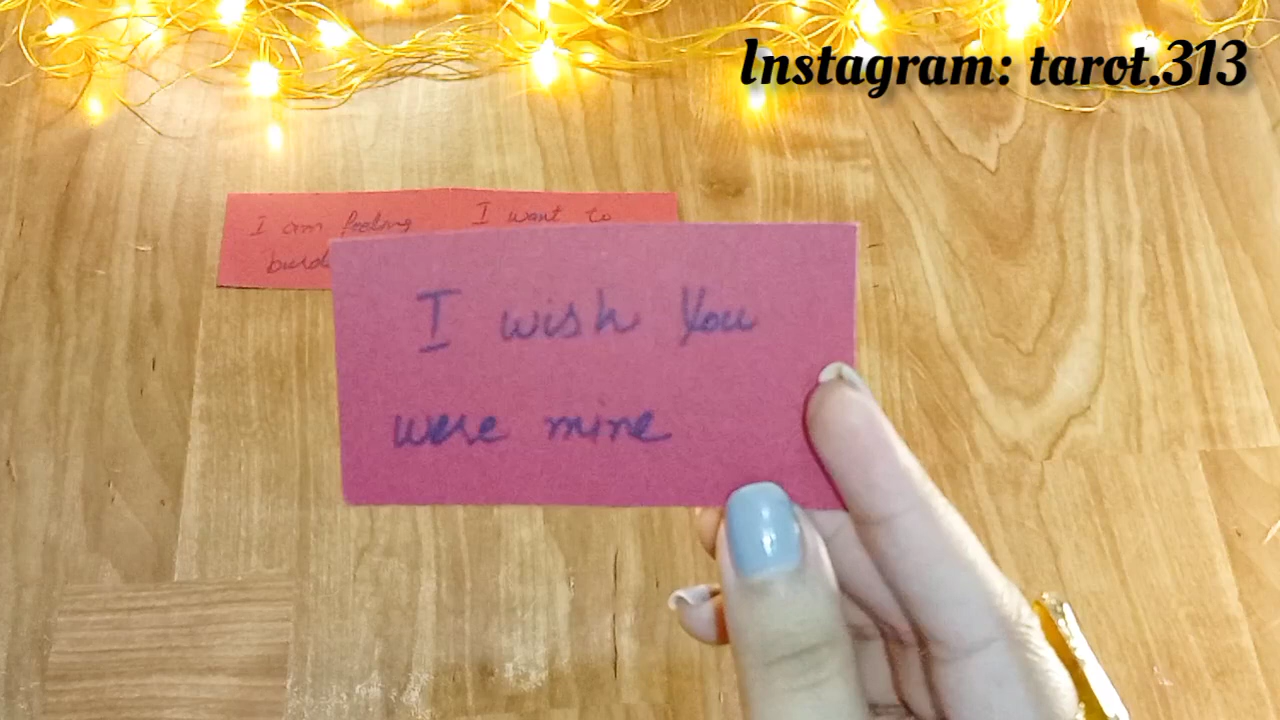 Instagram: tarot.313
I am feeling I want to
I wish You
were mine